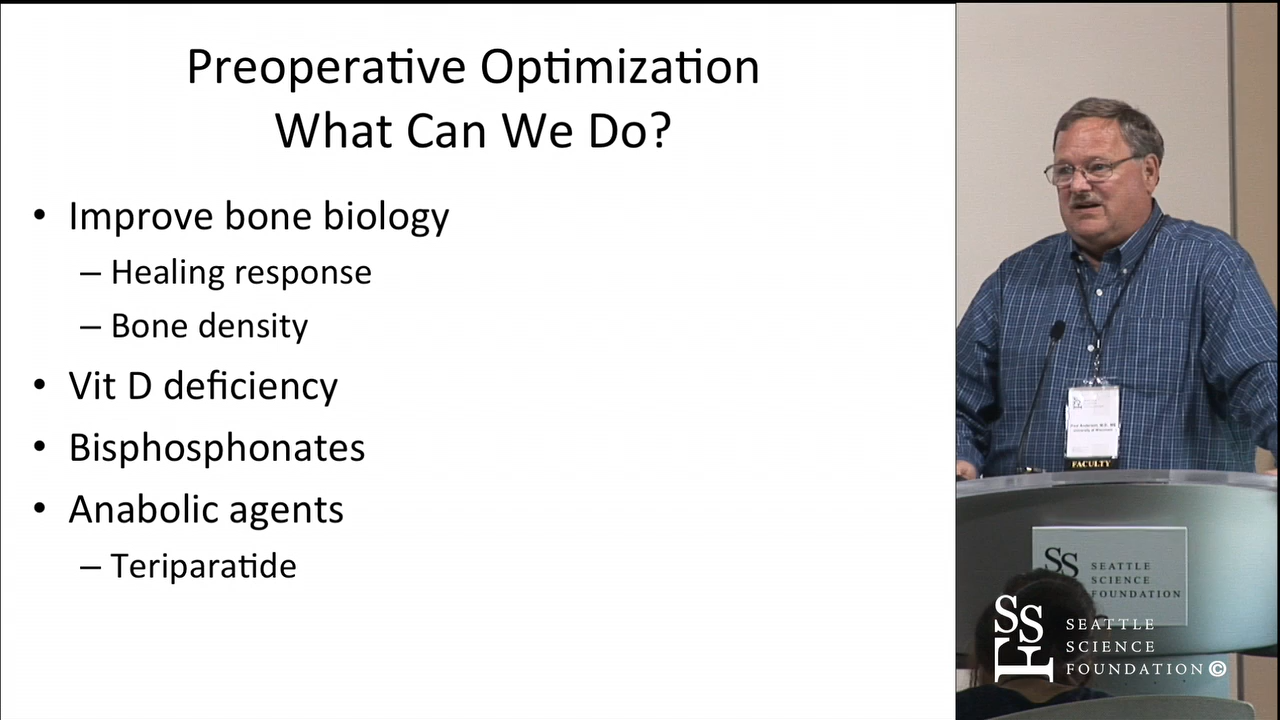 Preoperative Optimization
What Can We Do?
• Improve bone biology
– Healing response
– Bone density
• Vit D deficiency
• Bisphosphonates
• Anabolic agents
– Teriparatide
FACULTY
SS
SEATTLE
SCIENCE
FOUNDATION
SSF
SEATTLE
SCIENCE
FOUNDATION©